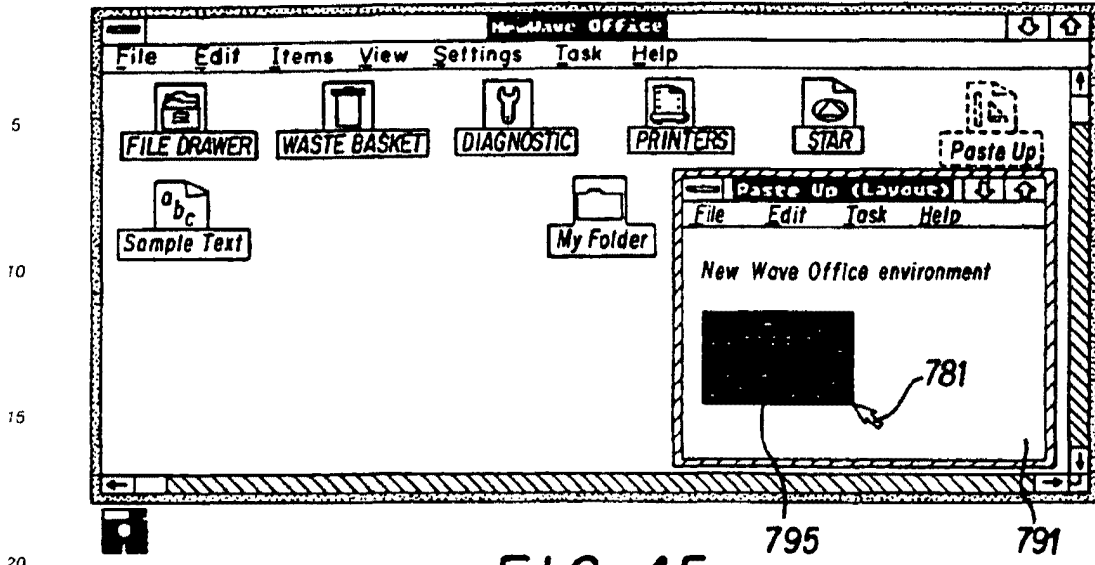 NewWave Office
File Edit Items View Settings Task Help
5
FILE DRAWER WASTE BASKET DIAGNOSTIC PRINTERS STAR Paste Up
Paste Up (Layout)
File Edit Task Help
abc
Sample Text My Folder
10
New Wave Office environment
781
15
795 791
20